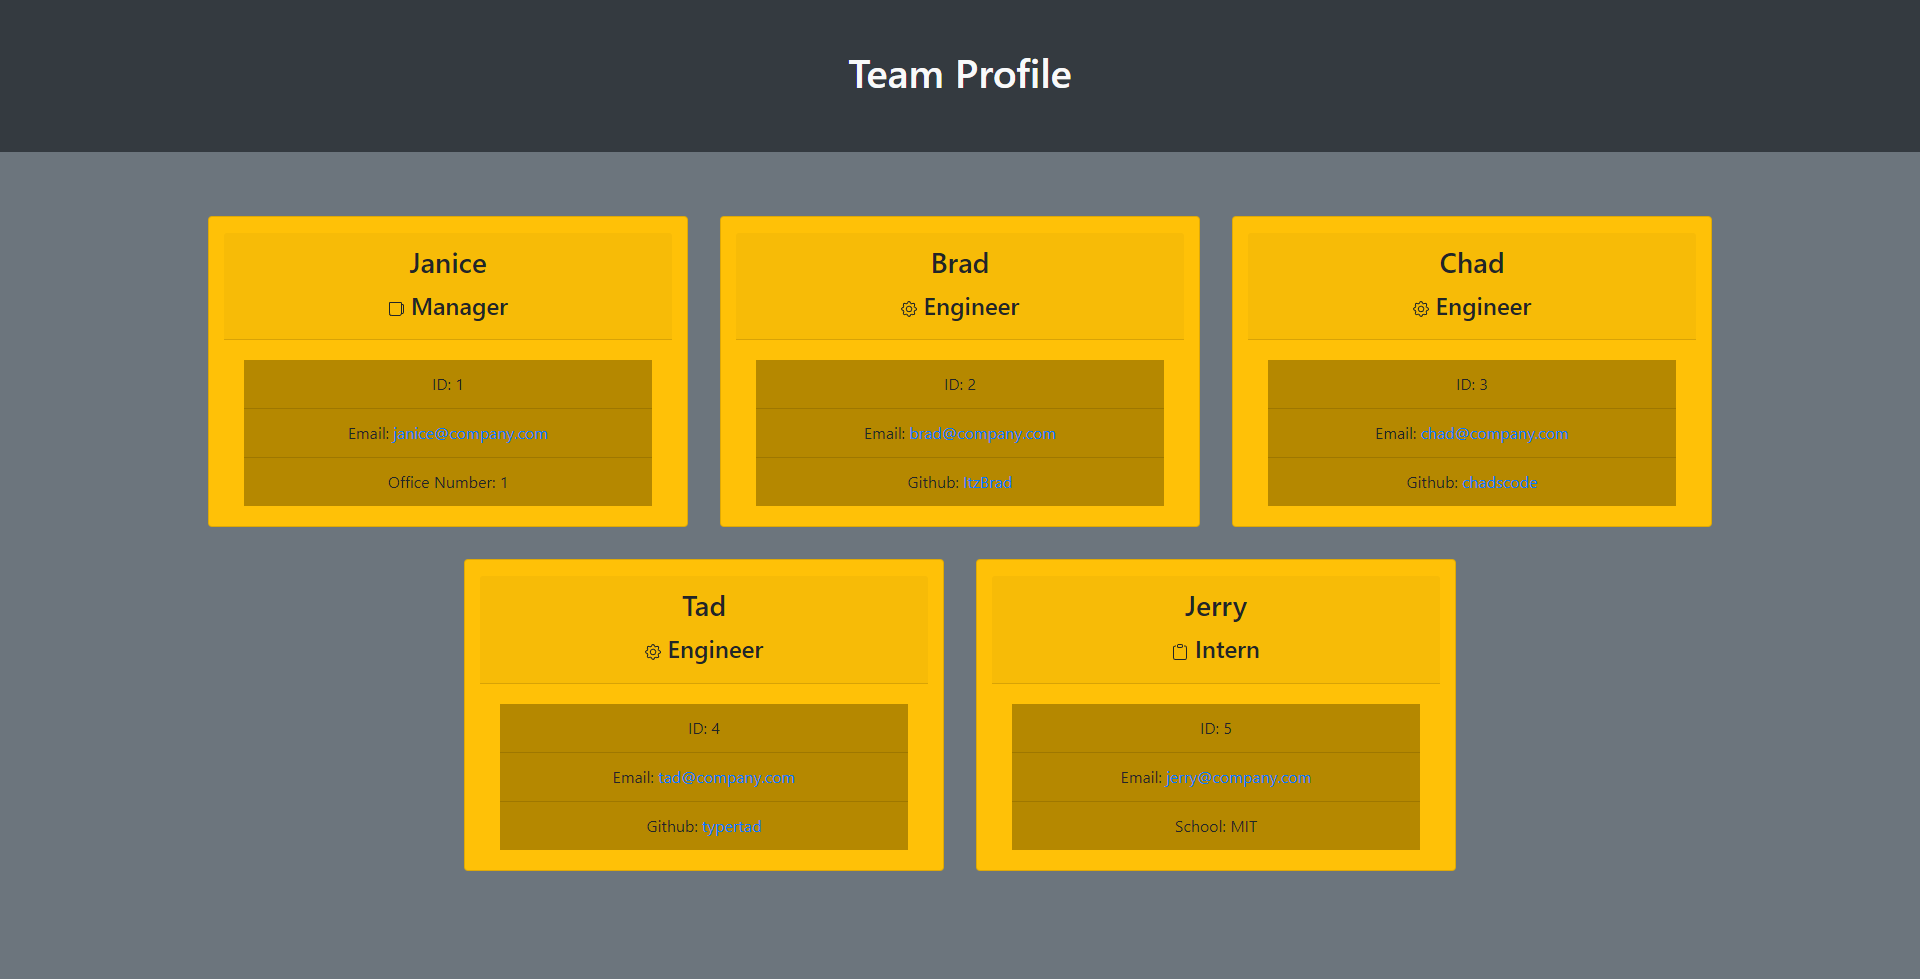 Team Profile
Janice
Manager
ID: 1
Email: janice@company.com
Office Number: 1
Brad
Engineer
ID: 2
Email: brad@company.com
Github: ItzBrad
Chad
Engineer
ID: 3
Email: chad@company.com
Github: chadscode
Tad
Engineer
ID: 4
Email: tad@company.com
Github: typertad
Jerry
Intern
ID: 5
Email: jerry@company.com
School: MIT